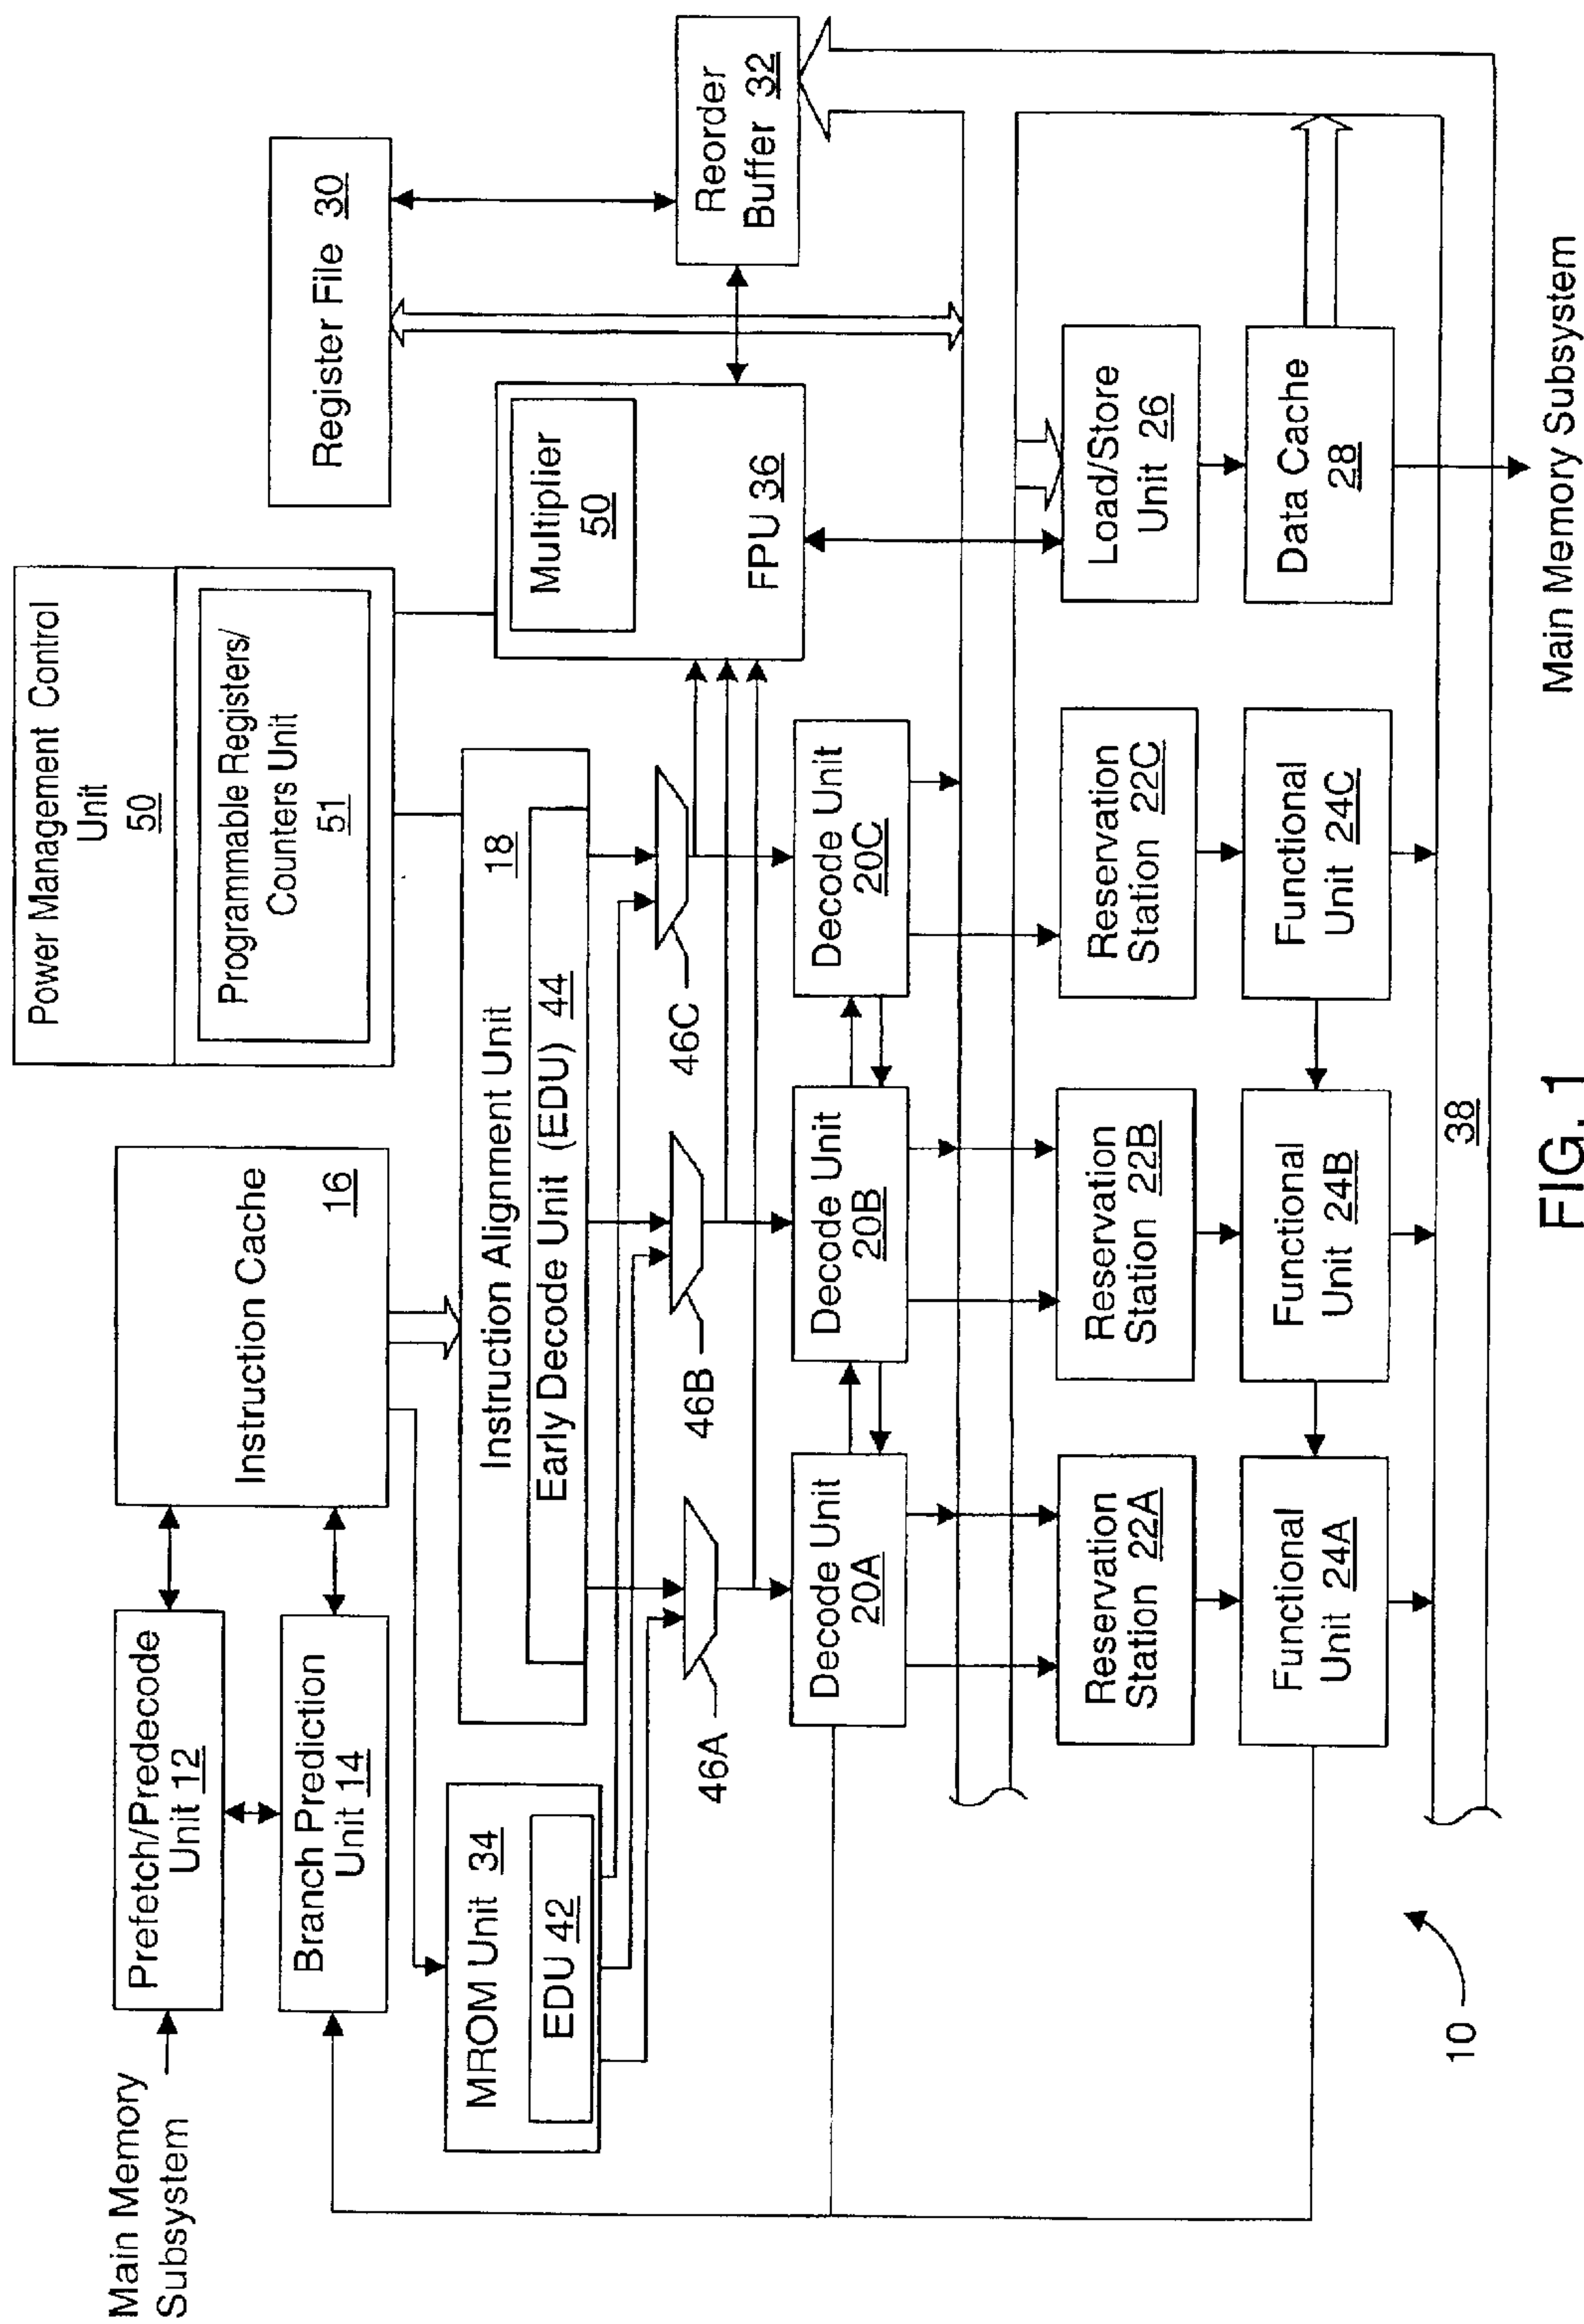 Main Memory
Subsystem
Prefetch/Predecode
Unit 12
Branch Prediction
Unit 14
Instruction Cache
16
Power Management Control
Unit
50
Programmable Registers/
Counters Unit
51
Register File 30
MROM Unit 34
EDU 42
Instruction Alignment Unit
18
Early Decode Unit (EDU) 44
Multiplier
50
FPU 36
Reorder
Buffer 32
46A
46B
46C
Decode Unit
20A
Decode Unit
20B
Decode Unit
20C
Reservation
Station 22A
Reservation
Station 22B
Reservation
Station 22C
Load/Store
Unit 26
Functional
Unit 24A
Functional
Unit 24B
Functional
Unit 24C
Data Cache
28
38
10
Main Memory Subsystem
FIG. 1